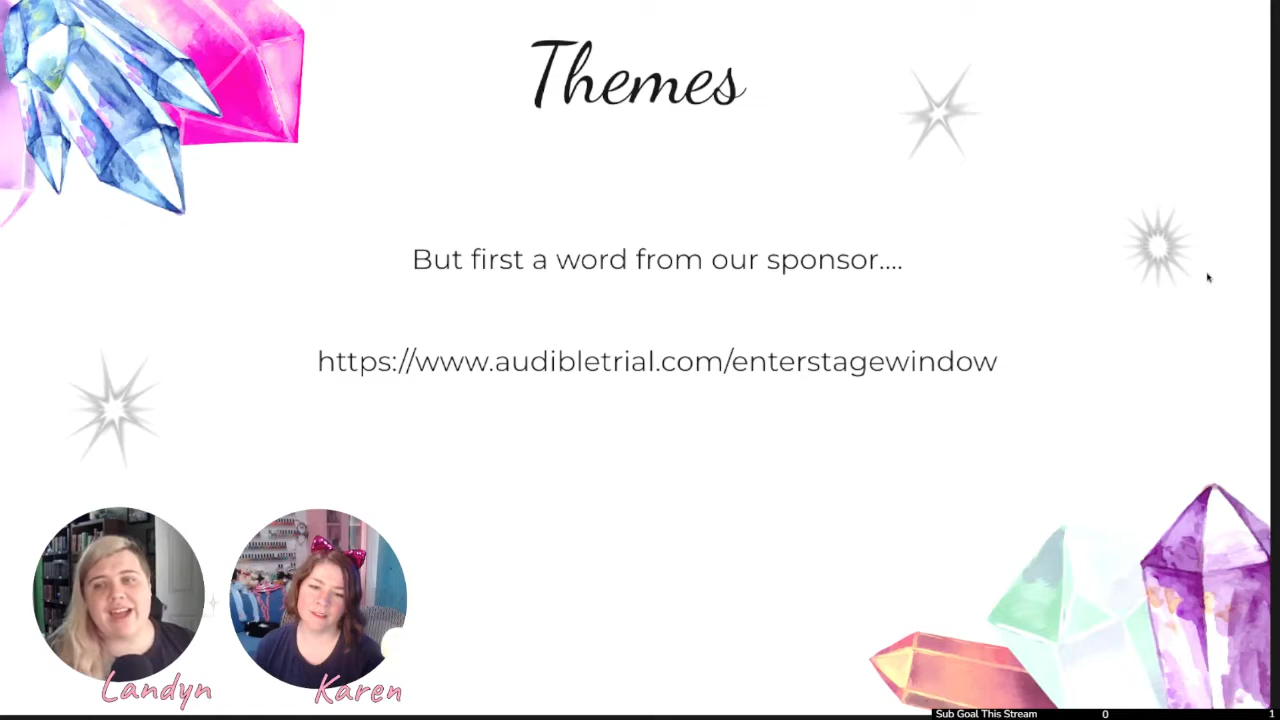 Themes
But first a word from our sponsor....
https://www.audibletrial.com/enterstagewindow
Landyn
Karen
Sub Goal This Stream 0 1